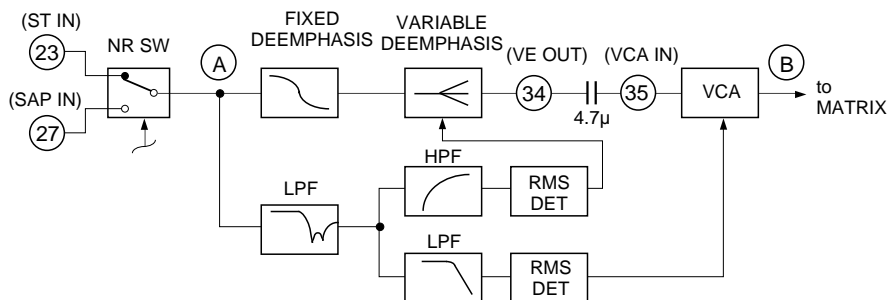 (ST IN)
23
NR SW
(SAP IN)
27
A
FIXED
DEEMPHASIS
VARIABLE
DEEMPHASIS
(VE OUT)
34
4.7μ
(VCA IN)
35
VCA
B
to
MATRIX
LPF
HPF
RMS
DET
LPF
RMS
DET